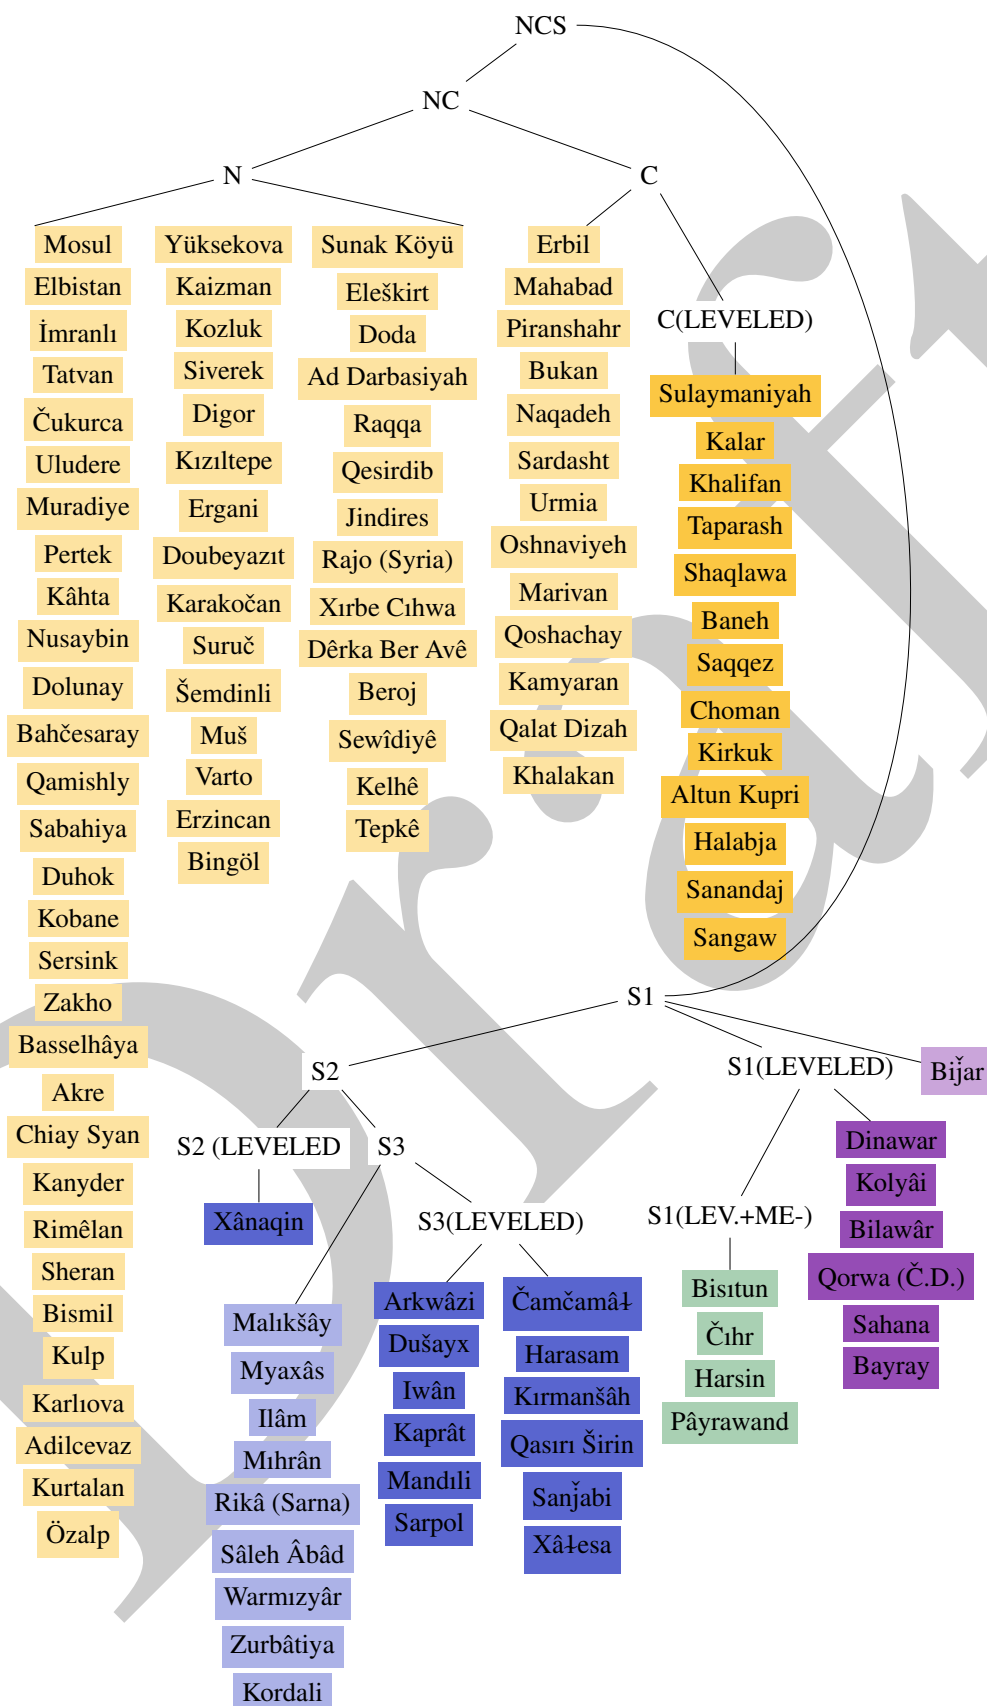 NCS
NC
N
C
Mosul
Elbistan
İmranlı
Tatvan
Čukurca
Uludere
Muradiye
Pertek
Kâhta
Nusaybin
Dolunay
Bahčesaray
Qamishly
Sabahiya
Duhok
Kobane
Sersink
Zakho
Basselhâya
Akre
Chiay Syan
Kanyder
Rimêlan
Sheran
Bismil
Kulp
Karlıova
Adilcevaz
Kurtalan
Özalp
Yüksekova
Kaizman
Kozluk
Siverek
Digor
Kızıltepe
Ergani
Doubeyazıt
Karakočan
Suruč
Šemdinli
Muš
Varto
Erzincan
Bingöl
Sunak Köyü
Eleškirt
Doda
Ad Darbasiyah
Raqqa
Qesirdib
Jindires
Rajo (Syria)
Xırbe Cıhwa
Dêrka Ber Avê
Beroj
Sewîdiyê
Kelhê
Tepkê
Erbil
Mahabad
Piranshahr
Bukan
Naqadeh
Sardasht
Urmia
Oshnaviyeh
Marivan
Qoshachay
Kamyaran
Qalat Dizah
Khalakan
C(LEVELED)
Sulaymaniyah
Kalar
Khalifan
Taparash
Shaqlawa
Baneh
Saqqez
Choman
Kirkuk
Altun Kupri
Halabja
Sanandaj
Sangaw
S1
S2
S2 (LEVELED
Xânaqin
S3
Malıkšây
Myaxâs
Ilâm
Mıhrân
Rikâ (Sarna)
Sâleh Âbâd
Warmızyâr
Zurbâtiya
Kordali
S3(LEVELED)
Arkwâzi
Dušayx
Iwân
Kaprât
Mandıli
Sarpol
Čamčamâɫ
Harasam
Kırmanšâh
Qasırı Širin
Sanǰabi
Xâɫesa
S1(LEVELED)
S1(LEV.+ME-)
Bisıtun
Čıhr
Harsin
Pâyrawand
Dinawar
Kolyâi
Bilawâr
Qorwa (Č.D.)
Sahana
Bayray
Biǰar